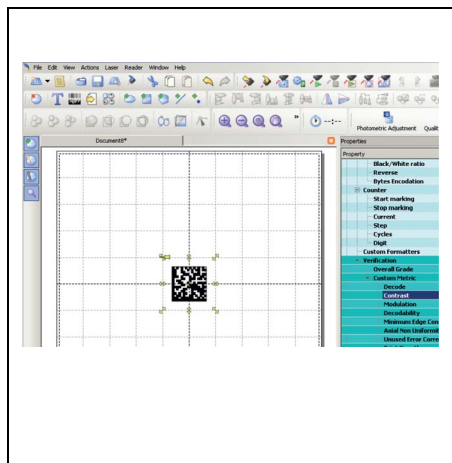 File Edit View Actions Laser Reader Window Help
--:--
Photometric Adjustment Qualit
Document8*
Properties
Property
Black/White ratio
Reverse
Bytes Encodation
Counter
Start marking
Stop marking
Current
Step
Cycles
Digit
Custom Formatters
Verification
Overall Grade
Custom Metric
Decode
Contrast
Modulation
Decodability
Minimum Edge Con
Axial Non Uniformit
Unused Error Corre